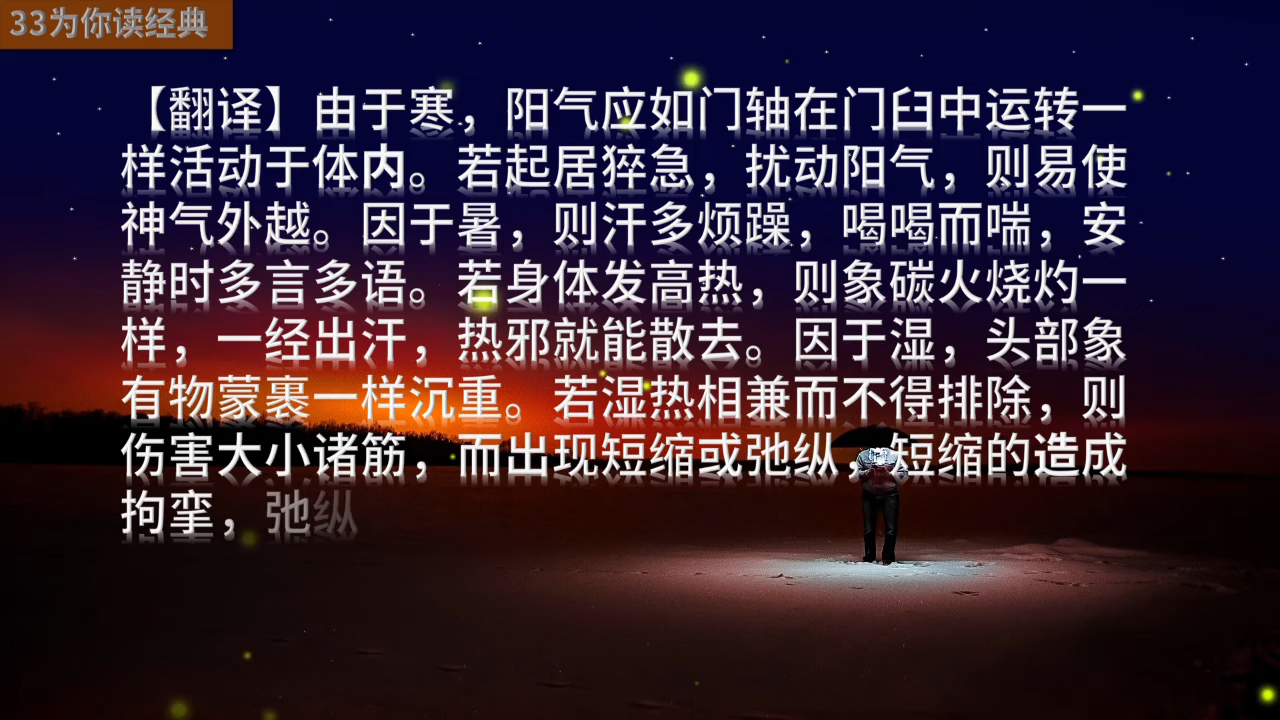 33为你读经典
【翻译】由于寒，阳气应如门轴在门臼中运转一
样活动于体内。若起居猝急，扰动阳气，则易使
神气外越。因于暑，则汗多烦躁，喝喝而喘，安
静时多言多语。若身体发高热，则象碳火烧灼一
样，一经出汗，热邪就能散去。因于湿，头部象
有物蒙裹一样沉重。若湿热相兼而不得排除，则
伤害大小诸筋，而出现短缩或弛纵，短缩的造成
拘挛，弛纵